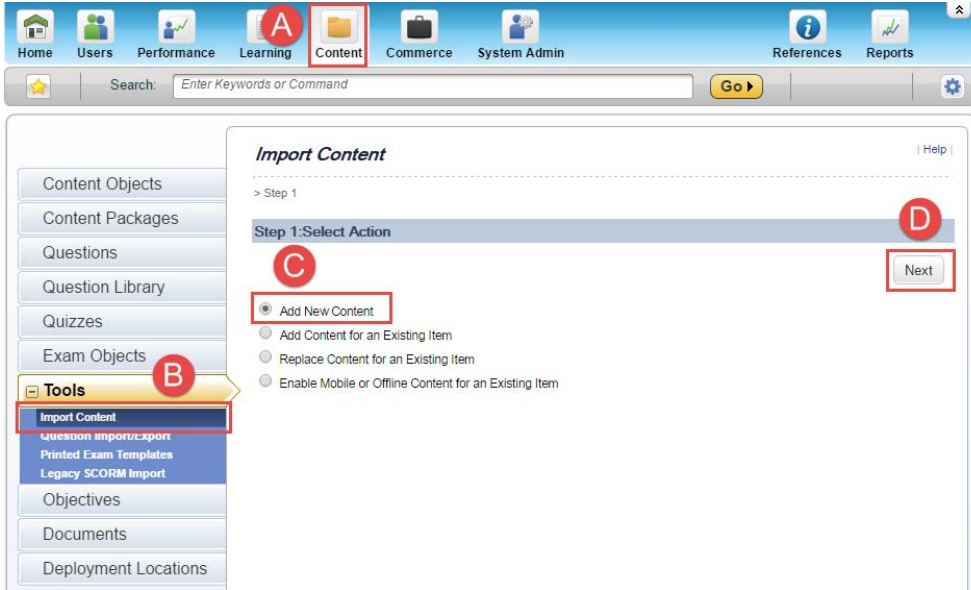 A
Home Users Performance Learning Content Commerce System Admin References Reports
Search: Enter Keywords or Command Go
Import Content
| Help |
> Step 1
Step 1:Select Action
D
C
Next
Add New Content
Add Content for an Existing Item
Replace Content for an Existing Item
Enable Mobile or Offline Content for an Existing Item
Content Objects
Content Packages
Questions
Question Library
Quizzes
Exam Objects
B
Tools
Import Content
Question Import/Export
Printed Exam Templates
Legacy SCORM Import
Objectives
Documents
Deployment Locations